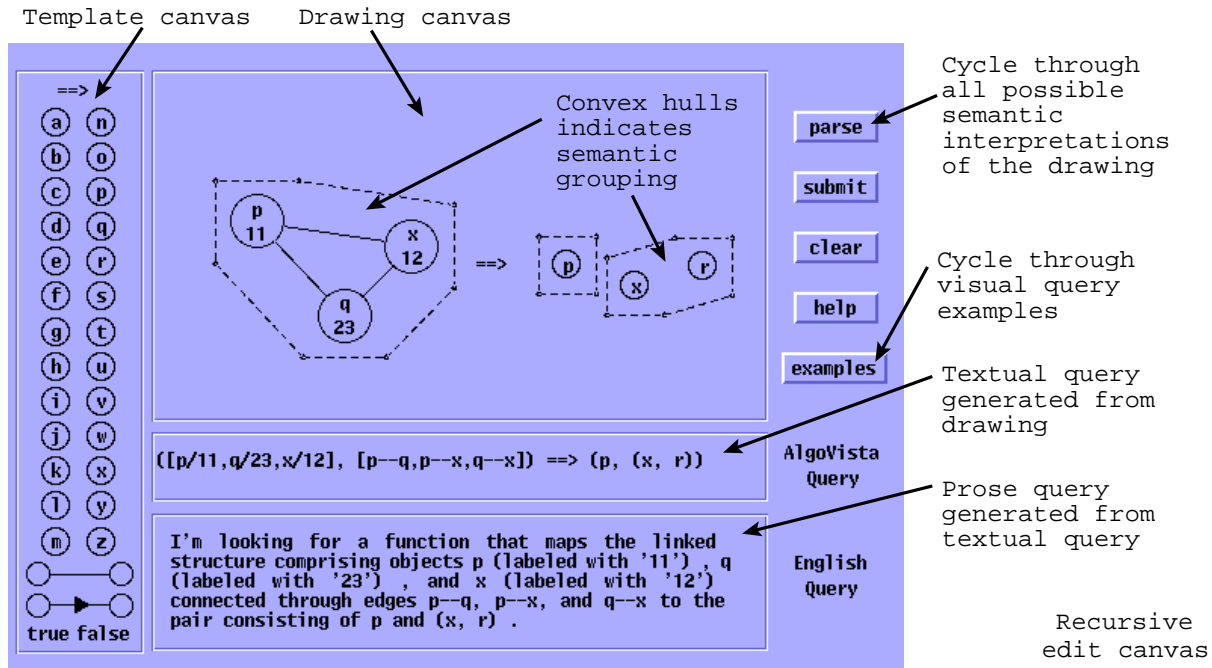 Template canvas
Drawing canvas
==>
a n
b o
c p
d q
e r
f s
g t
h u
i v
j w
k x
l y
m z
true false
Convex hulls
indicates
semantic
grouping
p
11
x
12
q
23
==>
p
x
r
parse
submit
clear
help
examples
Cycle through
all possible
semantic
interpretations
of the drawing
Cycle through
visual query
examples
([p/11,q/23,x/12], [p--q,p--x,q--x]) ==> (p, (x, r))
AlgoVista
Query
Textual query
generated from
drawing
I'm looking for a function that maps the linked
structure comprising objects p (labeled with '11') , q
(labeled with '23') , and x (labeled with '12')
connected through edges p--q, p--x, and q--x to the
pair consisting of p and (x, r) .
English
Query
Prose query
generated from
textual query
Recursive
edit canvas